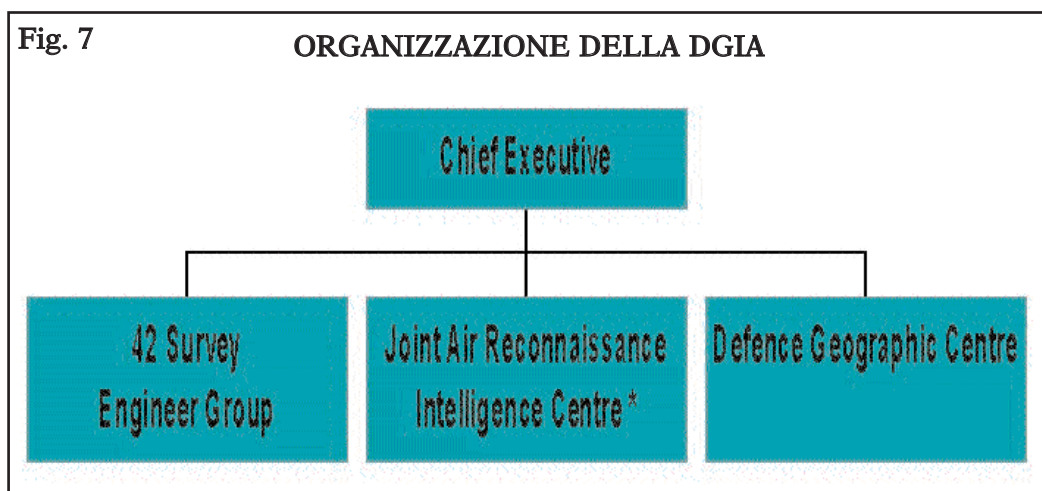 Fig. 7
ORGANIZZAZIONE DELLA DGIA
Chief Executive
42 Survey
Engineer Group
Joint Air Reconnaissance
Intelligence Centre*
Defence Geographic Centre